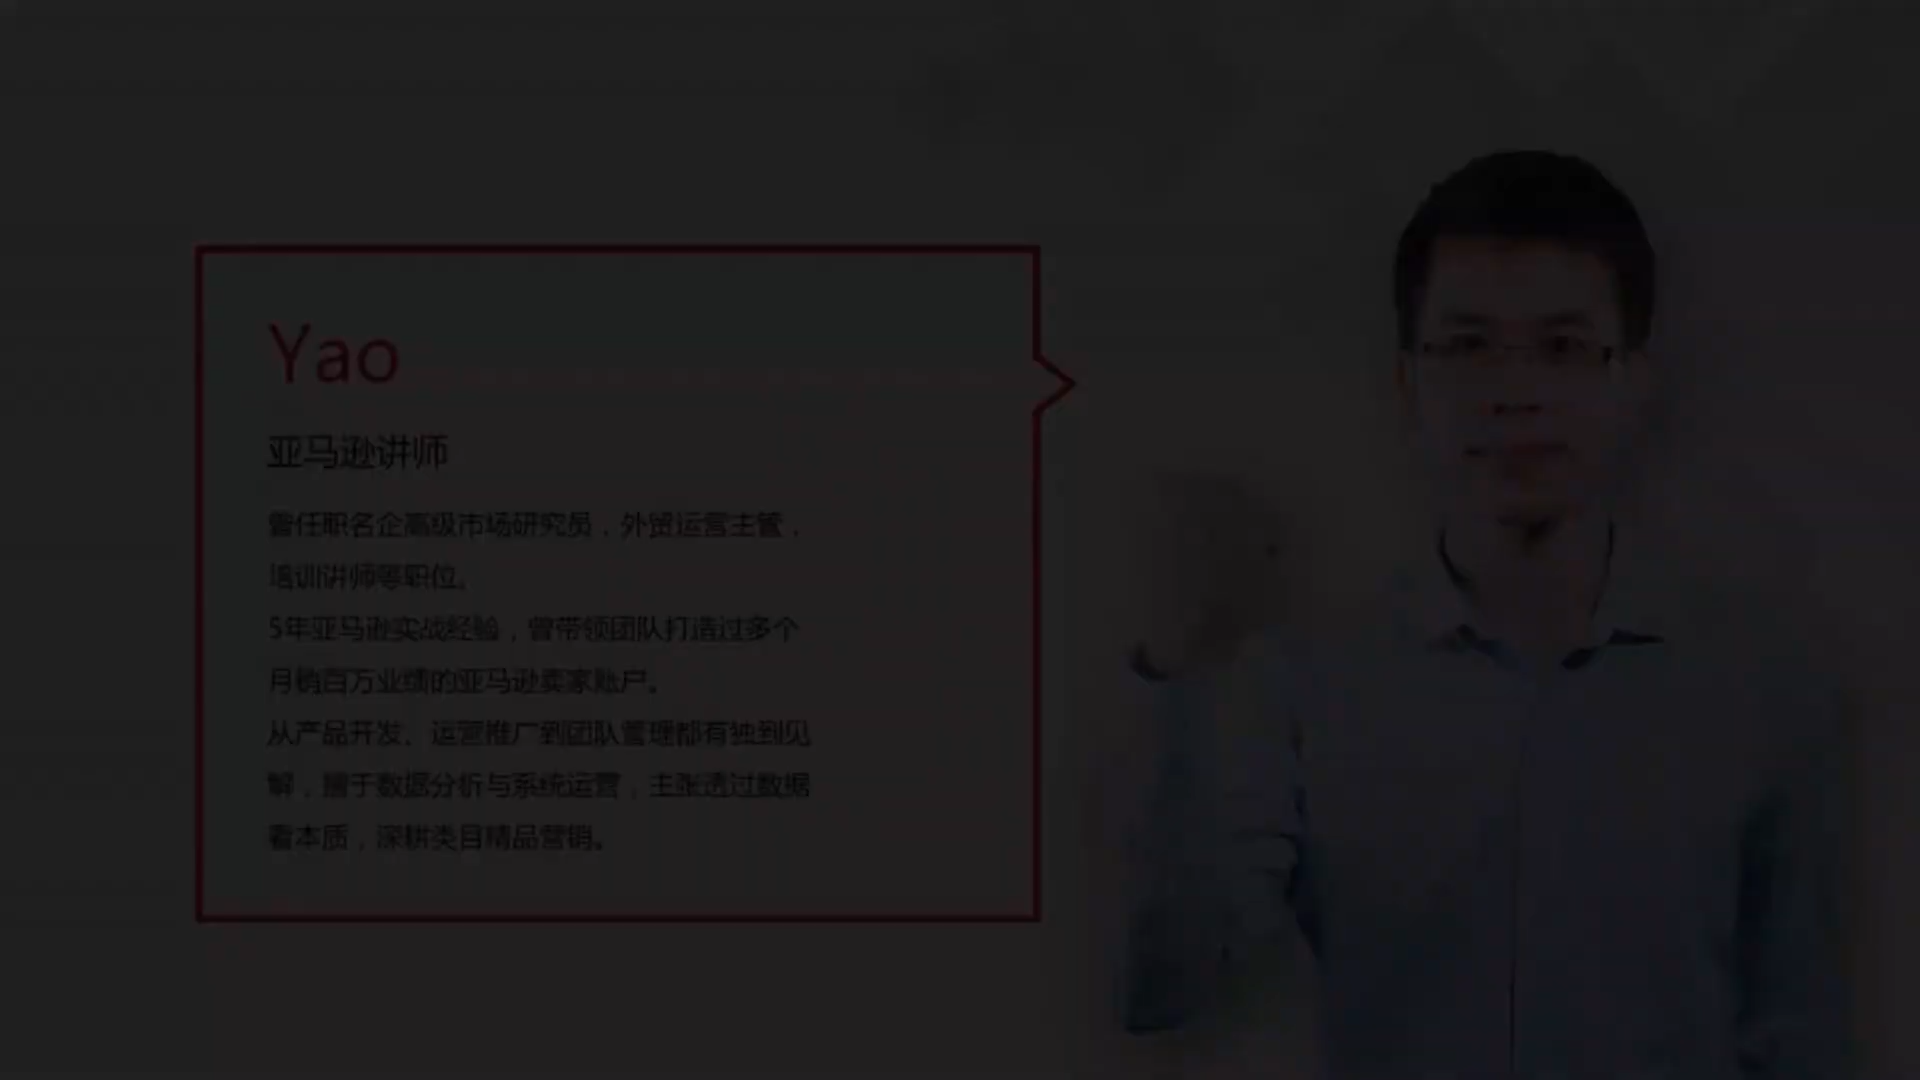 Yao
亚马逊讲师
曾任职名企高级市场研究员，外贸运营主管，
培训讲师等职位。
5年亚马逊实战经验，曾带领团队打造过多个
月销百万业绩的亚马逊卖家账户。
从产品开发、运营推广到团队管理都有独到见
解，擅于数据分析与系统运营，主张透过数据
看本质，深耕类目精品营销。